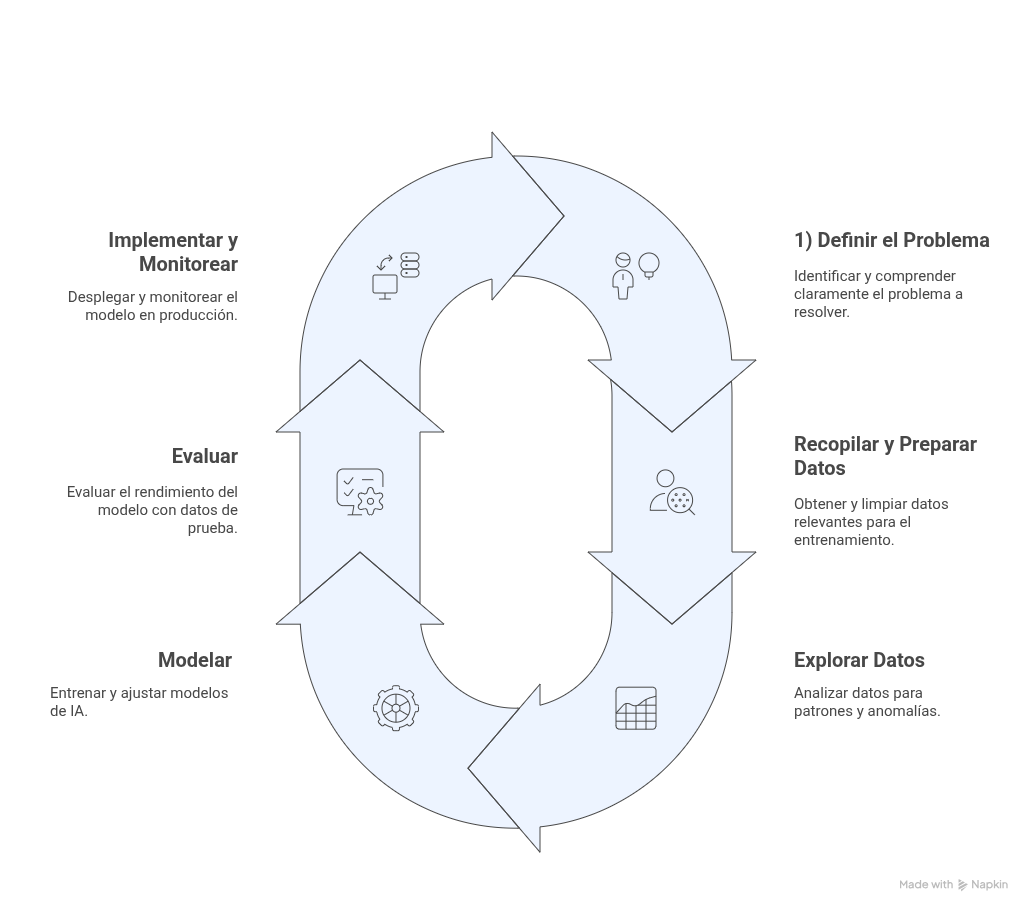 1) Definir el Problema
Identificar y comprender
claramente el problema a
resolver.
Recopilar y Preparar
Datos
Obtener y limpiar datos
relevantes para el
entrenamiento.
Explorar Datos
Analizar datos para
patrones y anomalías.
Modelar
Entrenar y ajustar modelos
de IA.
Evaluar
Evaluar el rendimiento del
modelo con datos de
prueba.
Implementar y
Monitorear
Desplegar y monitorear el
modelo en producción.
Made with Napkin